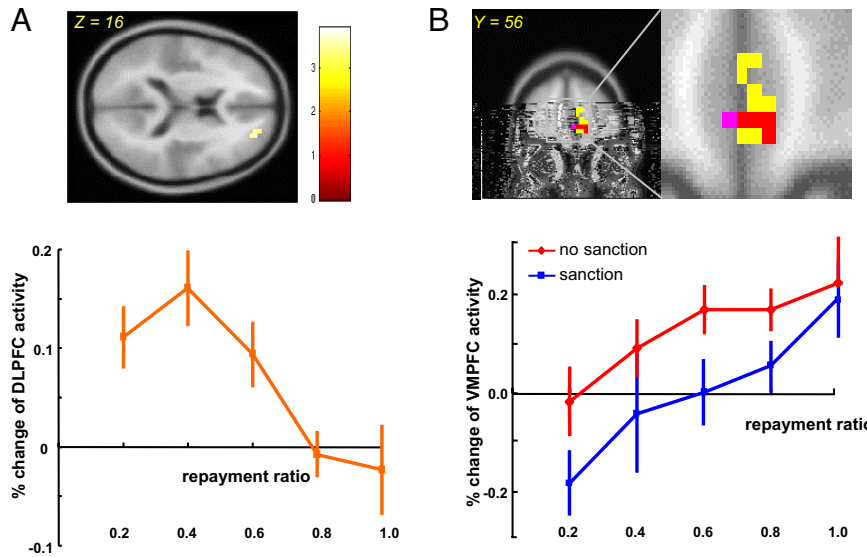 A
Z = 16
3
2
1
0
B
Y = 56
0.2
0.1
0
-0.1
% change of DLPFC activity
repayment ratio
0.2 0.4 0.6 0.8 1.0
no sanction
sanction
0.2
0.0
-0.2
% change of VMPFC activity
repayment ratio
0.2 0.4 0.6 0.8 1.0